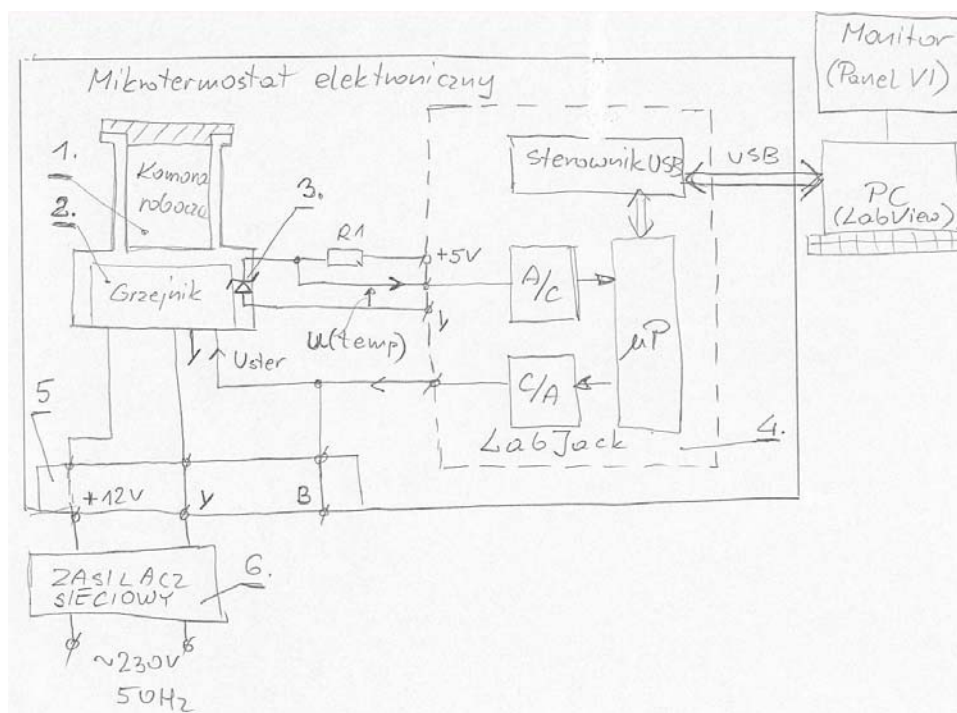 Monitor
(Panel VI)
Mikrotermostat elektroniczny
sterownik USB
USB
PC
(LabView)
1.
Komora
robocza
2.
3.
R1
+5V
A/C
Grzejnik
u(temp)
μP
Uster
C/A
5
LabJack
4.
+12V
B
ZASILACZ
SIECIOWY
6.
~230V
50Hz